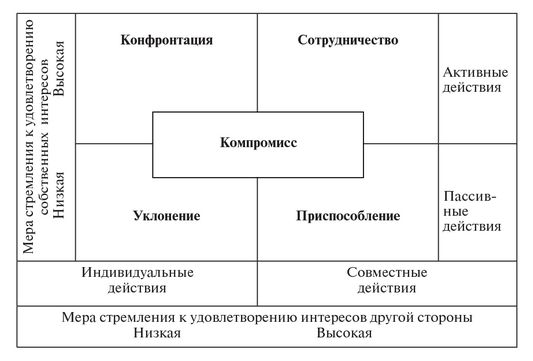 Мера стремления к удовлетворению
собственных интересов
Низкая Высокая
Конфронтация
Сотрудничество
Активные
действия
Компромисс
Уклонение
Приспособление
Пассив-
ные
действия
Индивидуальные
действия
Совместные
действия
Мера стремления к удовлетворению интересов другой стороны
Низкая Высокая